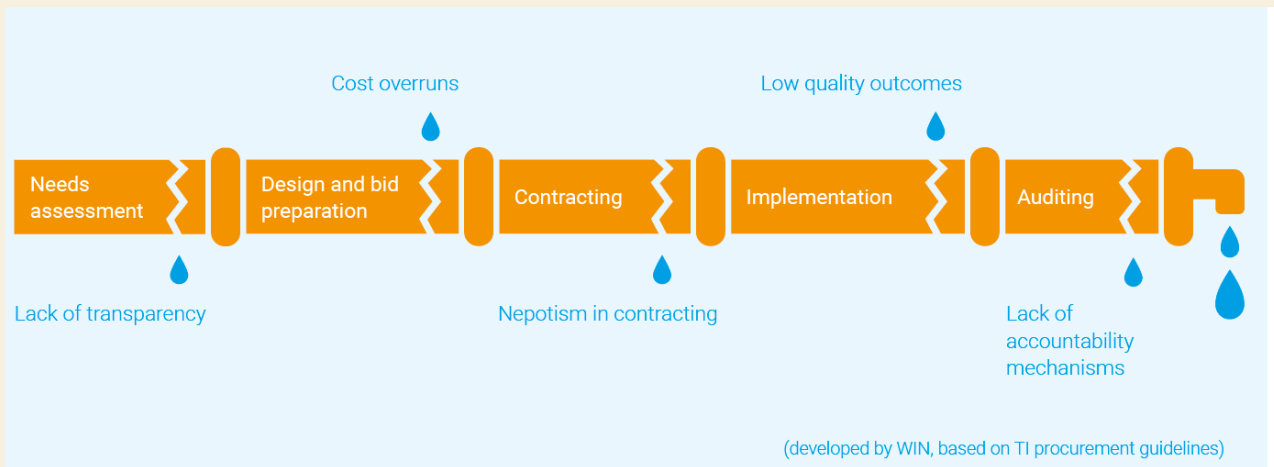 Cost overruns
Low quality outcomes
Needs
assessment
Design and bid
preparation
Contracting
Implementation
Auditing
Lack of transparency
Nepotism in contracting
Lack of
accountability
mechanisms
(developed by WIN, based on TI procurement guidelines)